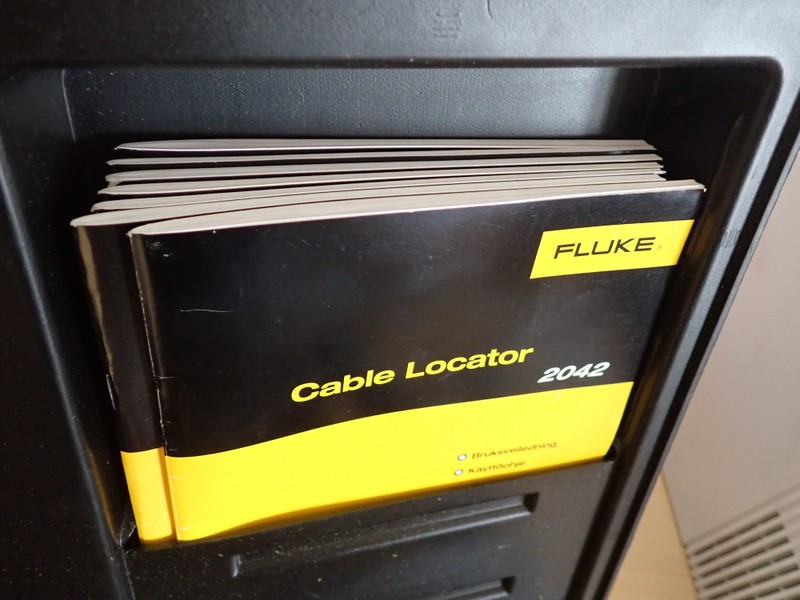 FLUKE
Cable Locator
2042
Bruksveiledning
Käyttöohje